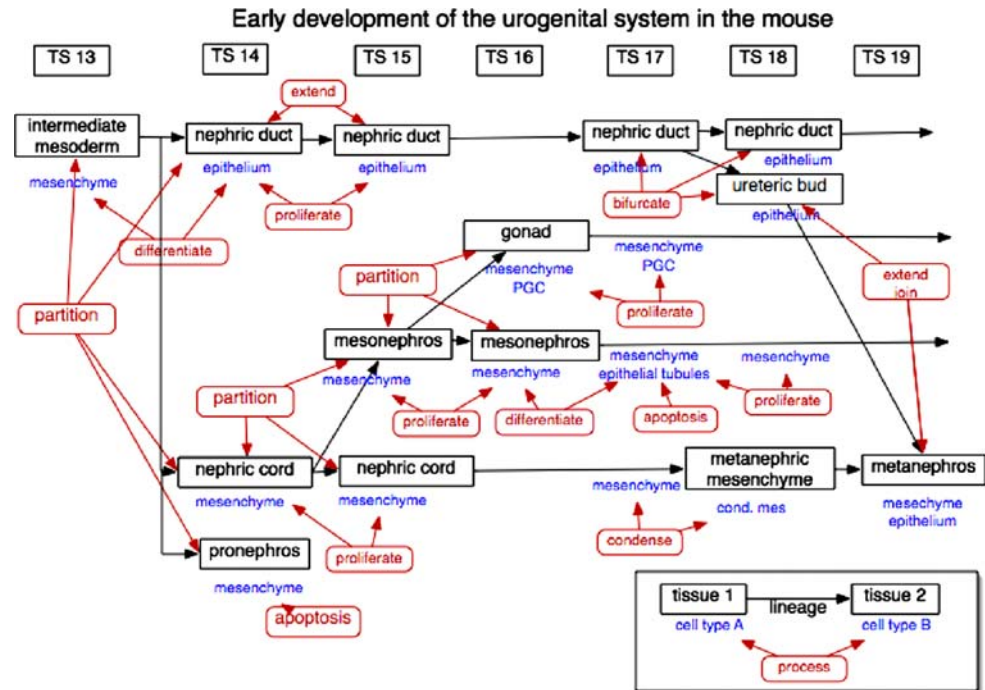 Early development of the urogenital system in the mouse
TS 13
TS 14
TS 15
TS 16
TS 17
TS 18
TS 19
extend
intermediate
mesoderm
nephric duct
nephric duct
nephric duct
nephric duct
mesenchyme
epithelium
epithelium
epithelium
epithelium
ureteric bud
epithelium
proliferate
bifurcate
differentiate
gonad
mesenchyme
PGC
mesenchyme
PGC
partition
extend
join
partition
proliferate
mesonephros
mesonephros
mesenchyme
mesenchyme
mesenchyme
epithelial tubules
mesenchyme
partition
proliferate
differentiate
apoptosis
proliferate
nephric cord
nephric cord
metanephric
mesenchyme
metanephros
mesenchyme
mesenchyme
mesenchyme
cond. mes
mesechyme
epithelium
proliferate
condense
pronephros
mesenchyme
apoptosis
tissue 1
lineage
tissue 2
cell type A
cell type B
process